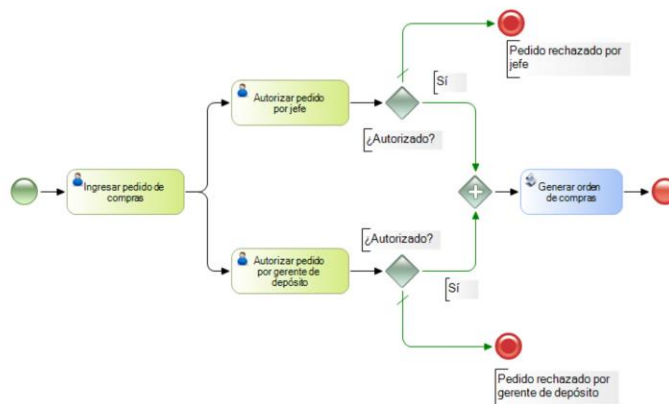 Pedido rechazado por
jefe
Sí
Autorizar pedido
por jefe
¿Autorizado?
Ingresar pedido de
compras
Generar orden
de compras
¿Autorizado?
Autorizar pedido
por gerente de
depósito
Sí
Pedido rechazado por
gerente de depósito